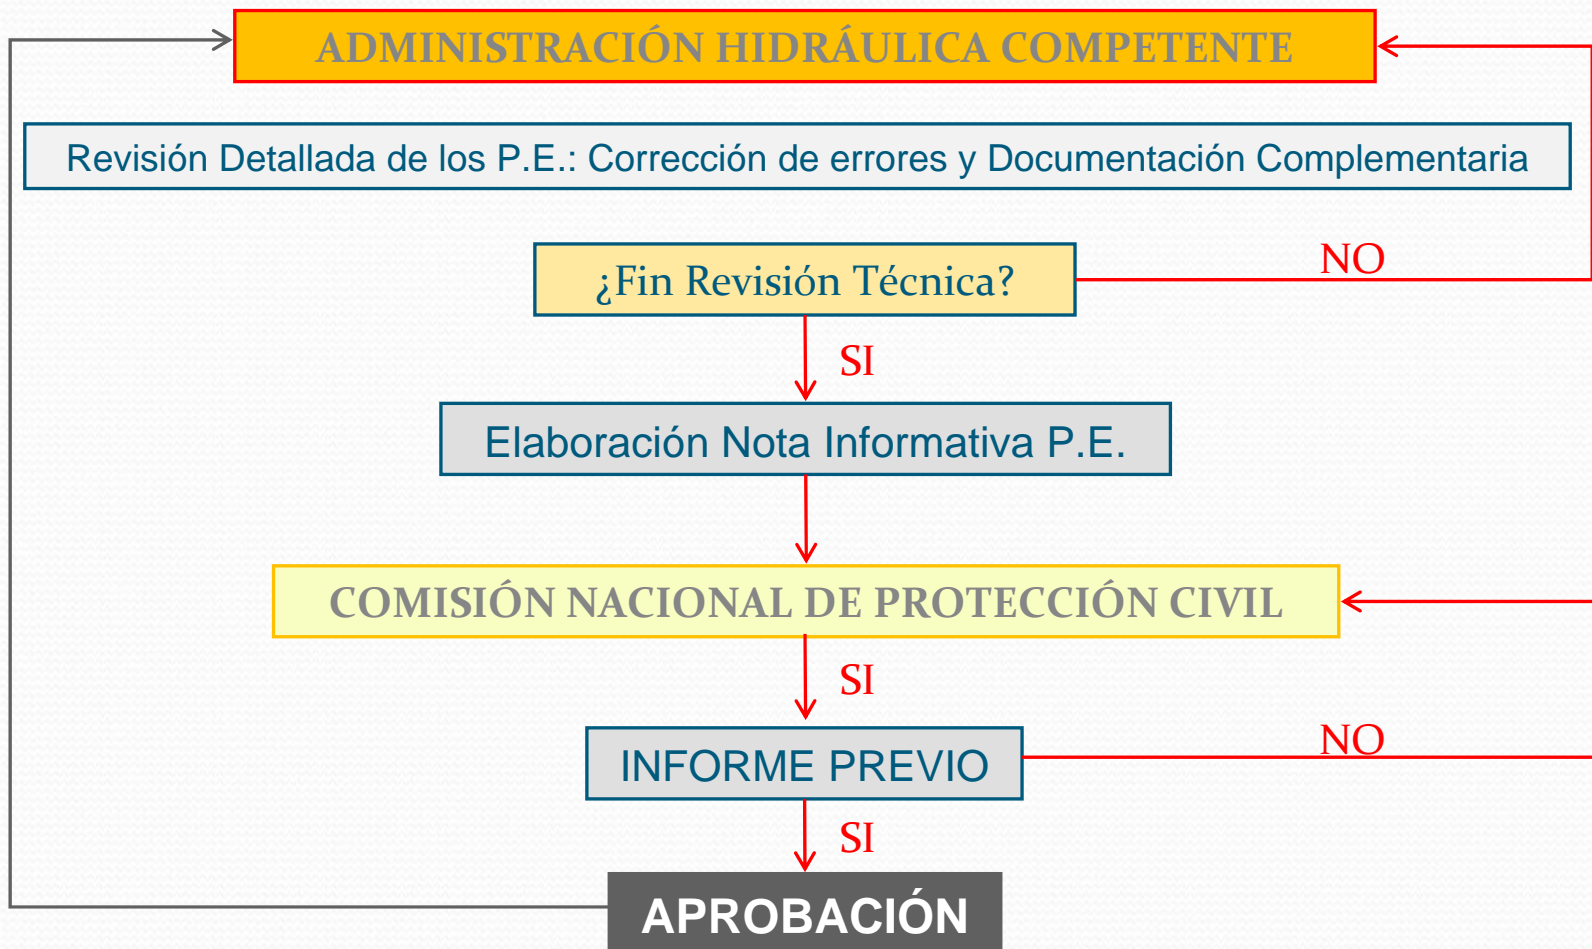 ADMINISTRACIÓN HIDRÁULICA COMPETENTE
Revisión Detallada de los P.E.: Corrección de errores y Documentación Complementaria
¿Fin Revisión Técnica?
NO
SI
Elaboración Nota Informativa P.E.
COMISIÓN NACIONAL DE PROTECCIÓN CIVIL
SI
INFORME PREVIO
NO
SI
APROBACIÓN